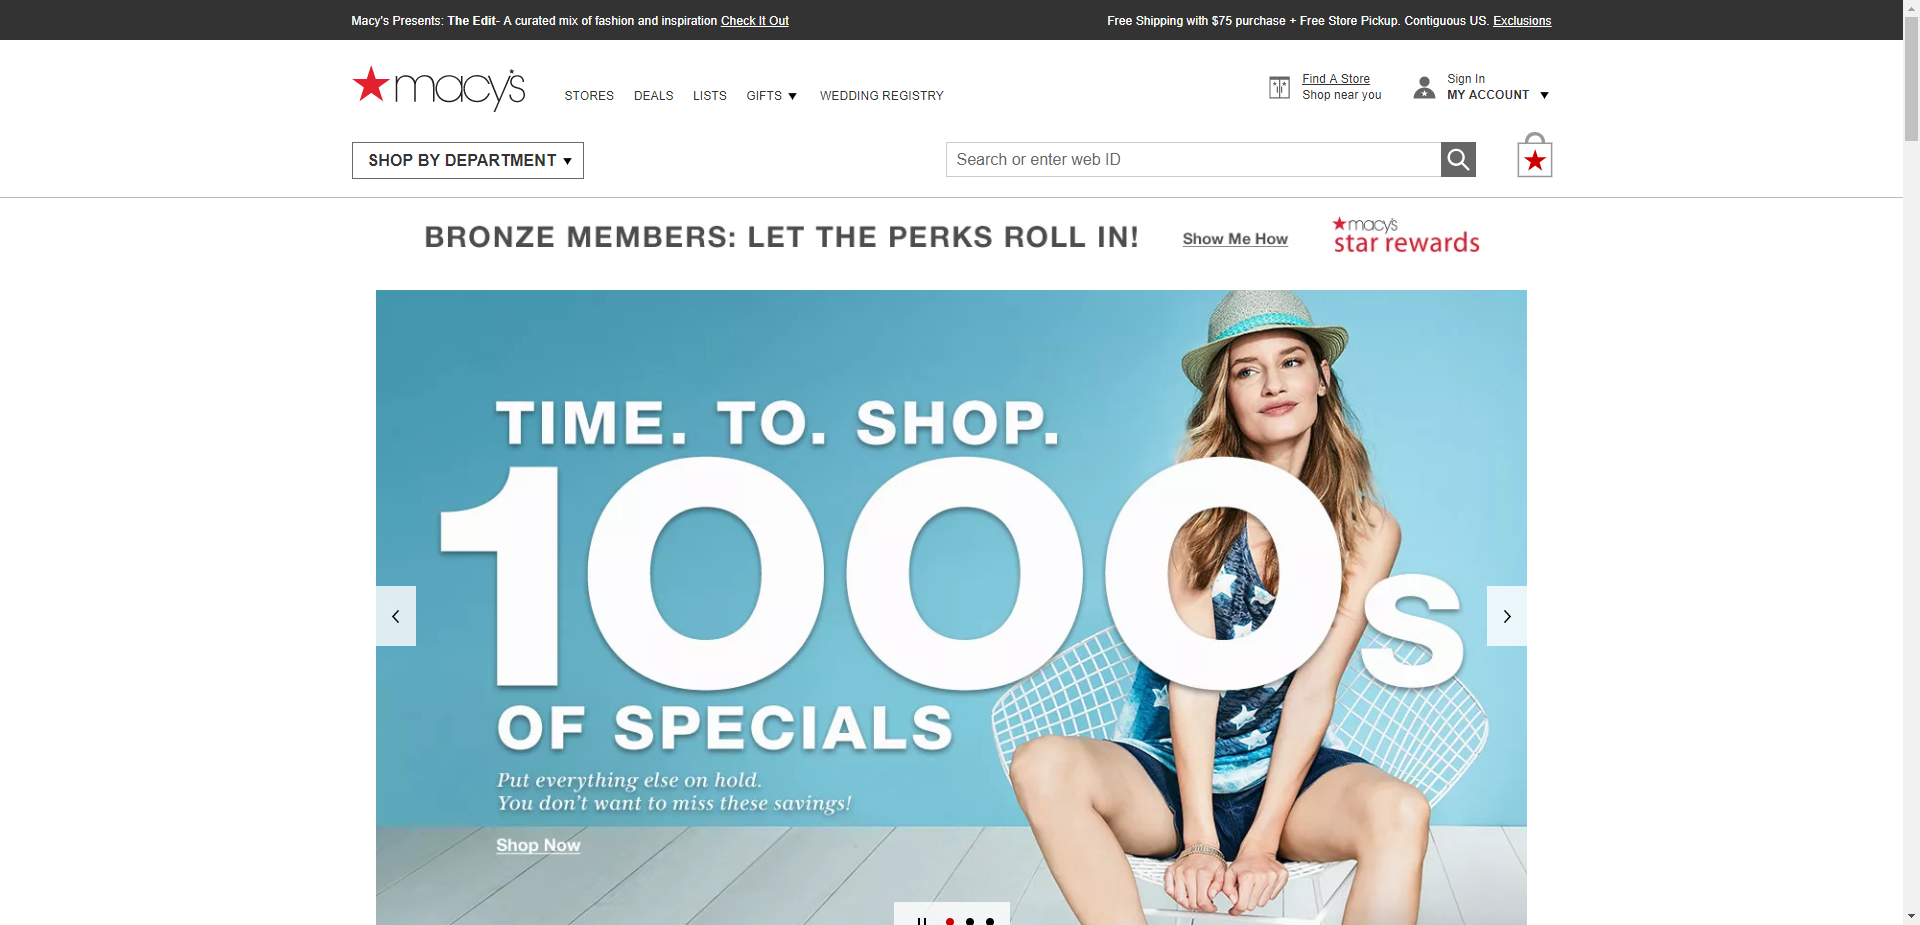 Macy's Presents: The Edit- A curated mix of fashion and inspiration Check It Out
Free Shipping with $75 purchase + Free Store Pickup. Contiguous US. Exclusions
macy's
STORES
DEALS
LISTS
GIFTS
WEDDING REGISTRY
Find A Store
Shop near you
Sign In
MY ACCOUNT
SHOP BY DEPARTMENT
Search or enter web ID
BRONZE MEMBERS: LET THE PERKS ROLL IN!
Show Me How
macy's
star rewards
TIME. TO. SHOP.
1000s
OF SPECIALS
Put everything else on hold.
You don't want to miss these savings!
Shop Now